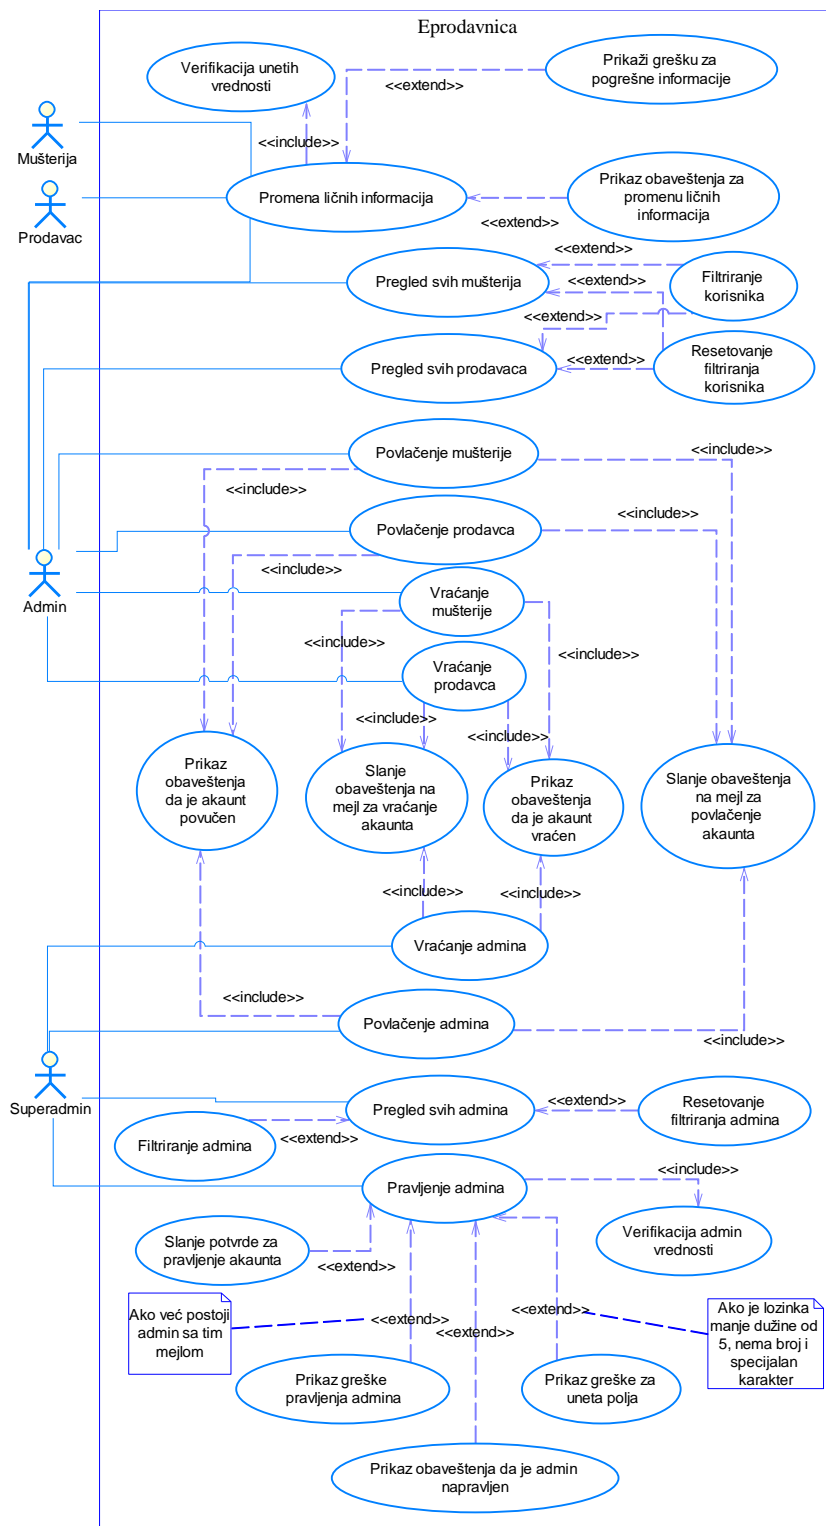 Eprodavnica
Verifikacija unetih
vrednosti
Prikaži grešku za
pogrešne informacije
<<extend>>
<<include>>
Mušterija
Promena ličnih informacija
Prikaz obaveštenja za
promenu ličnih
informacija
<<extend>>
Prodavac
<<extend>>
Pregled svih mušterija
Filtriranje
korisnika
<<extend>>
<<extend>>
Pregled svih prodavaca
<<extend>>
Resetovanje
filtriranja
korisnika
Povlačenje mušterije
<<include>>
<<include>>
Povlačenje prodavca
<<include>>
<<include>>
Admin
Vraćanje
mušterije
<<include>>
<<include>>
Vraćanje
prodavca
<<include>>
<<include>>
Prikaz
obaveštenja
da je akaunt
povučen
Slanje
obaveštenja na
mejl za vraćanje
akaunta
Prikaz
obaveštenja
da je akaunt
vraćen
Slanje obaveštenja
na mejl za
povlačenje
akaunta
<<include>>
<<include>>
Vraćanje admina
<<include>>
Povlačenje admina
<<include>>
Superadmin
Pregled svih admina
<<extend>>
Resetovanje
filtriranja admina
Filtriranje admina
<<extend>>
Pravljenje admina
<<include>>
Verifikacija admin
vrednosti
Slanje potvrde za
pravljenje akaunta
<<extend>>
Ako već postoji
admin sa tim
mejlom
<<extend>>
<<extend>>
<<extend>>
Ako je lozinka
manje dužine od
5, nema broj i
specijalan
karakter
Prikaz greške
pravljenja admina
Prikaz greške za
uneta polja
Prikaz obaveštenja da je admin
napravljen